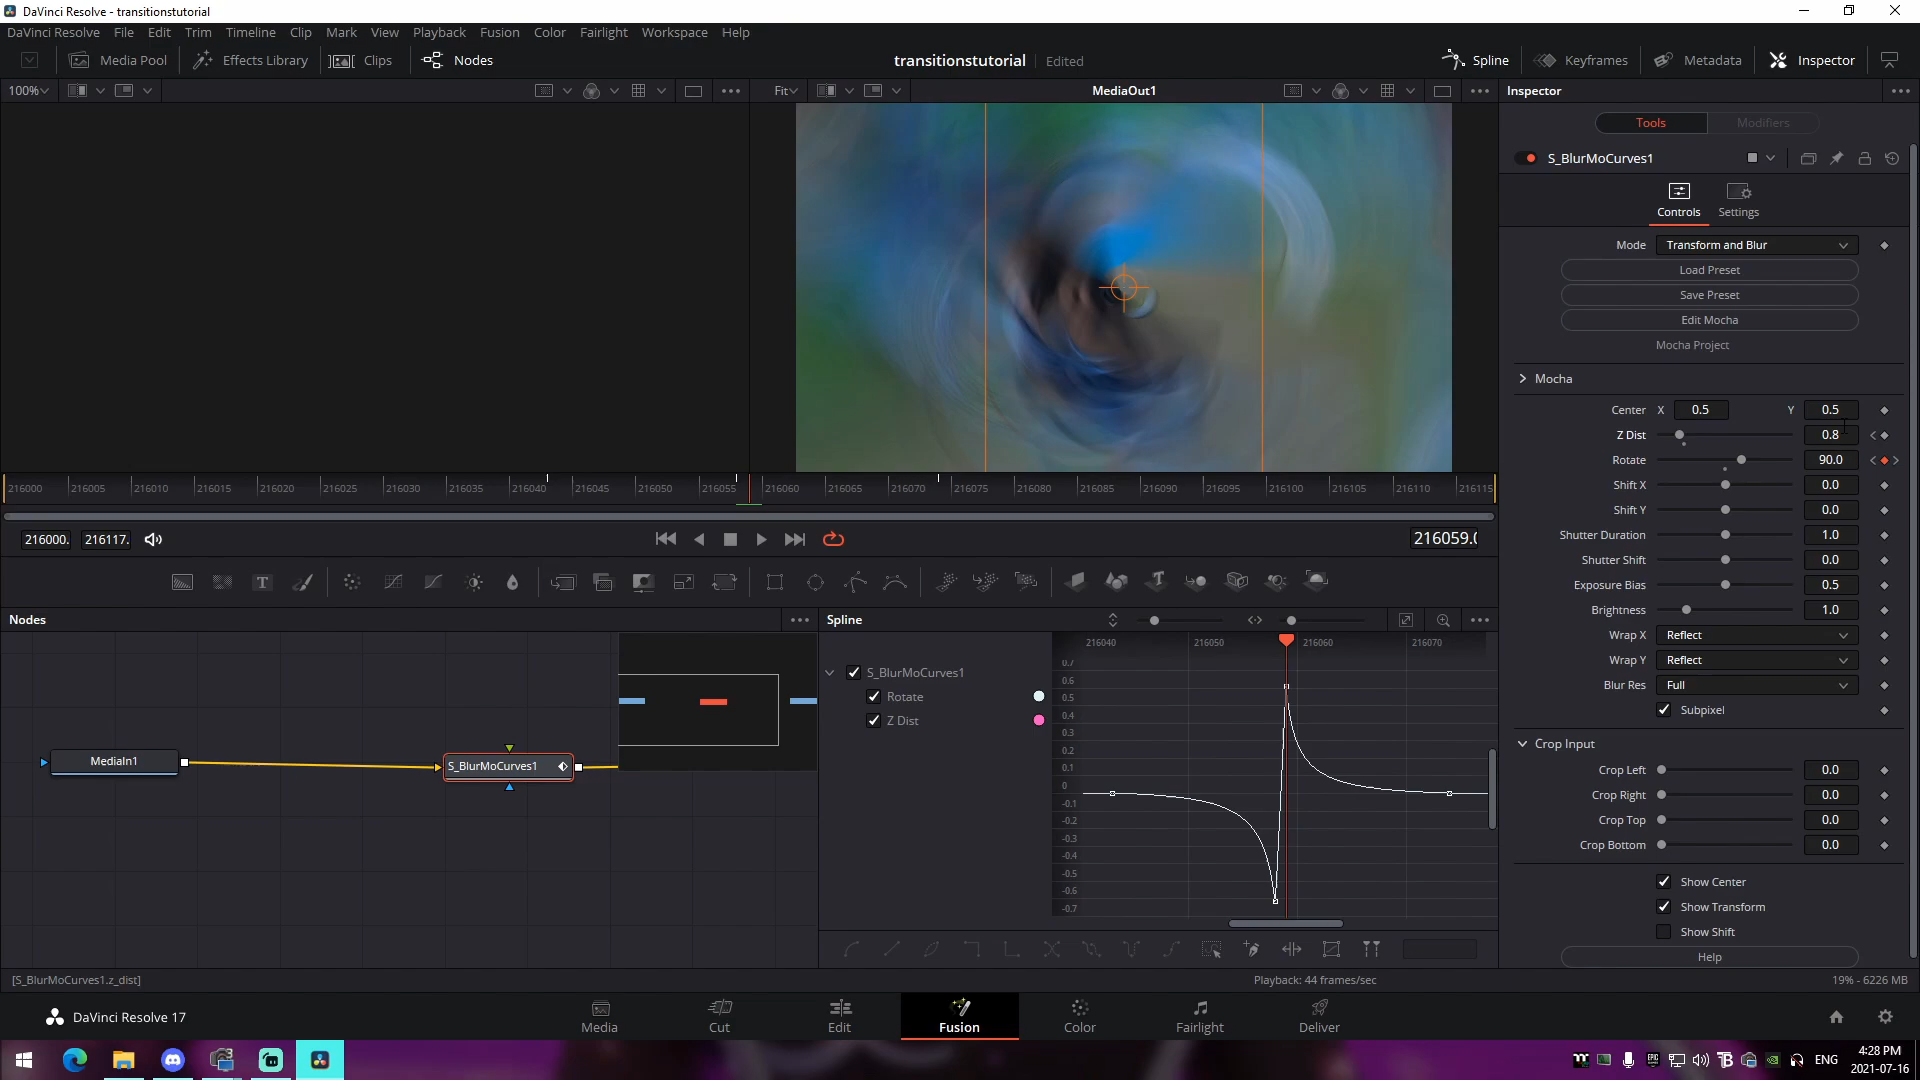 DaVinci Resolve - transitionstutorial
DaVinci Resolve File Edit Trim Timeline Clip Mark View Playback Fusion Color Fairlight Workspace Help
Media Pool Effects Library Clips Nodes transitionstutorial Edited Spline Keyframes Metadata Inspector
100% Fit MediaOut1 Inspector
Tools Modifiers
S_BlurMoCurves1
Controls Settings
Mode Transform and Blur
Load Preset
Save Preset
Edit Mocha
Mocha Project
Mocha
Center X 0.5 Y 0.5
Z Dist 0.8
Rotate 90.0
Shift X 0.0
Shift Y 0.0
Shutter Duration 1.0
Shutter Shift 0.0
Exposure Bias 0.5
Brightness 1.0
Wrap X Reflect
Wrap Y Reflect
Blur Res Full
Subpixel
Crop Input
Crop Left 0.0
Crop Right 0.0
Crop Top 0.0
Crop Bottom 0.0
Show Center
Show Transform
Show Shift
Help
216000 216005 216010 216015 216020 216025 216030 216035 216040 216045 216050 216055 216060 216065 216070 216075 216080 216085 216090 216095 216100 216105 216110 216115
216000. 216117. 216059.0
Nodes Spline
MediaIn1
S_BlurMoCurves1
S_BlurMoCurves1
Rotate
Z Dist
216040 216050 216060 216070
0.7
0.6
0.5
0.4
0.3
0.2
0.1
0
-0.1
-0.2
-0.3
-0.4
-0.5
-0.6
-0.7
[S_BlurMoCurves1.z_dist] Playback: 44 frames/sec 19% - 6226 MB
DaVinci Resolve 17 Media Cut Edit Fusion Color Fairlight Deliver
ENG 4:28 PM
2021-07-16